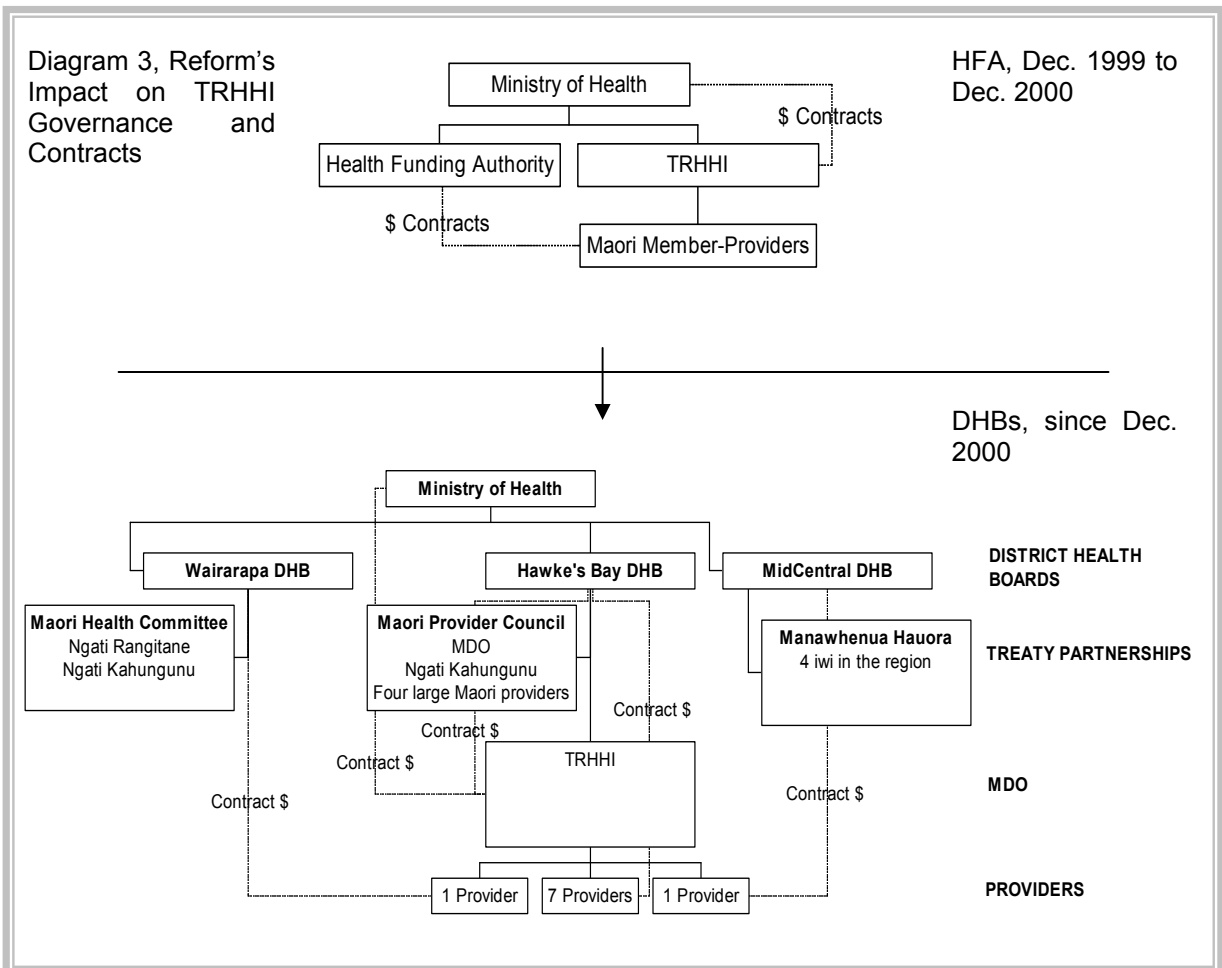 Diagram 3, Reform's
Impact on TRHHI
Governance and
Contracts
HFA, Dec. 1999 to
Dec. 2000
Ministry of Health
$ Contracts
Health Funding Authority
TRHHI
$ Contracts
Maori Member-Providers
DHBs, since Dec.
2000
Ministry of Health
Wairarapa DHB
Hawke's Bay DHB
MidCentral DHB
DISTRICT HEALTH
BOARDS
Maori Health Committee
Ngati Rangitane
Ngati Kahungunu
Maori Provider Council
MDO
Ngati Kahungunu
Four large Maori providers
Manawhenua Hauora
4 iwi in the region
TREATY PARTNERSHIPS
Contract $
Contract $
Contract $
TRHHI
Contract $
Contract $
MDO
1 Provider
7 Providers
1 Provider
PROVIDERS